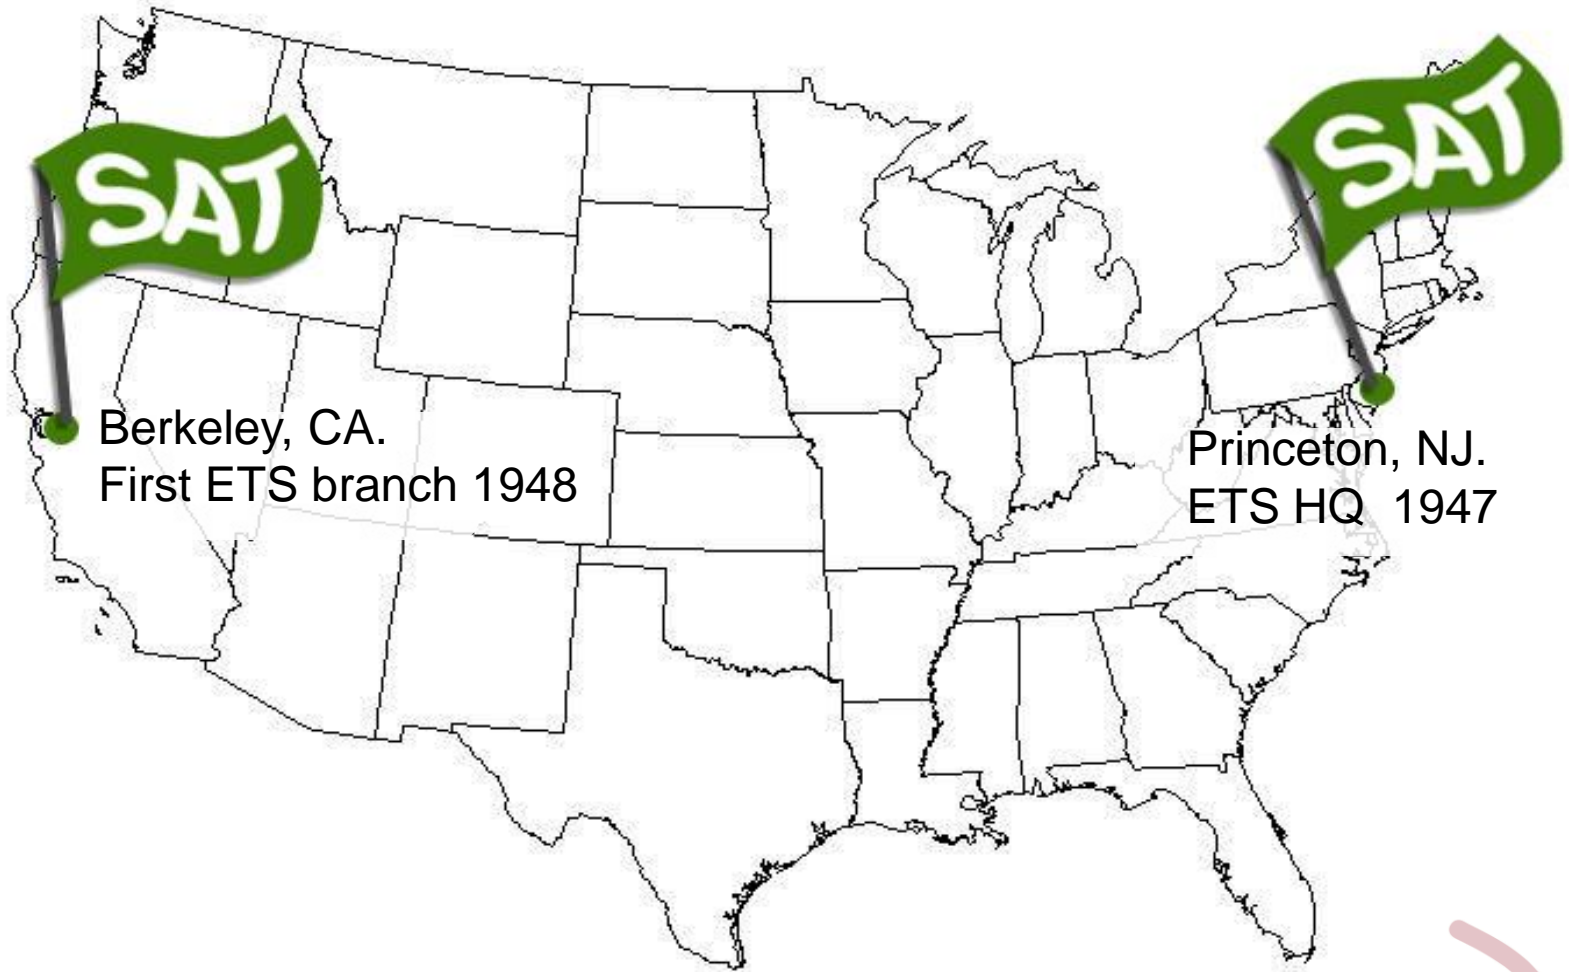 SAT
SAT
Berkeley, CA.
First ETS branch 1948
Princeton, NJ.
ETS HQ  1947